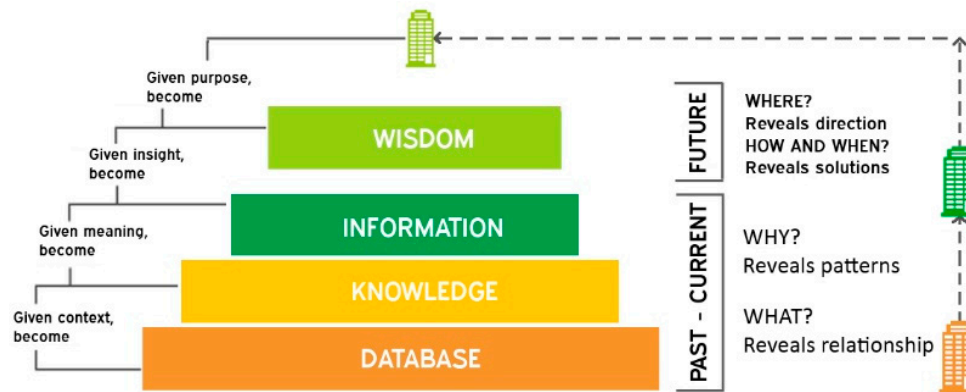 Given purpose,
become
WISDOM
Given insight,
become
INFORMATION
Given meaning,
become
KNOWLEDGE
Given context,
become
DATABASE
FUTURE
WHERE?
Reveals direction
HOW AND WHEN?
Reveals solutions
PAST - CURRENT
WHY?
Reveals patterns
WHAT?
Reveals relationship